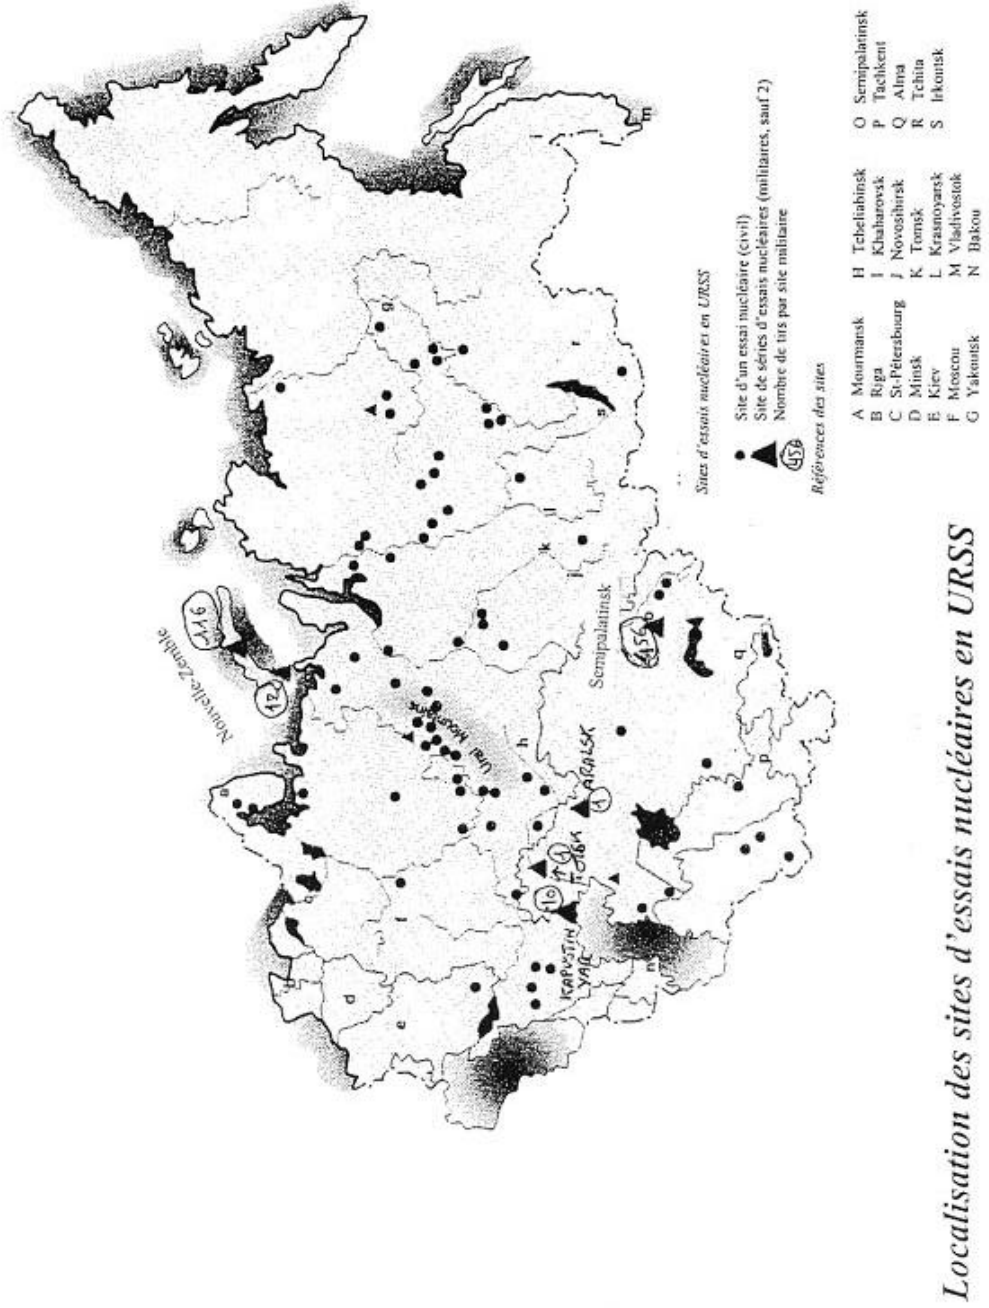 Nouvelle-Zemble
116
12
a
b
d
e
f
g
h
i
j
k
l
m
n
p
q
r
s
Oural Mountains
Semipalatinsk
456
ARALSK
1
10
KAPUSTIN
YAR
Sites d'essais nucléaires en URSS
Site d'un essai nucléaire (civil)
Site de séries d'essais nucléaires (militaires, sauf 2)
456 Nombre de tirs par site militaire
Références des sites
A Mourmansk
B Riga
C St-Pétersbourg
D Minsk
E Kiev
F Moscou
G Yakoutsk
H Tcheliabinsk
I Khabarovsk
J Novosibirsk
K Tomsk
L Krasnoyarsk
M Vladivostok
N Bakou
O Semipalatinsk
P Tachkent
Q Alma
R Tchita
S Irkoutsk
Localisation des sites d'essais nucléaires en URSS